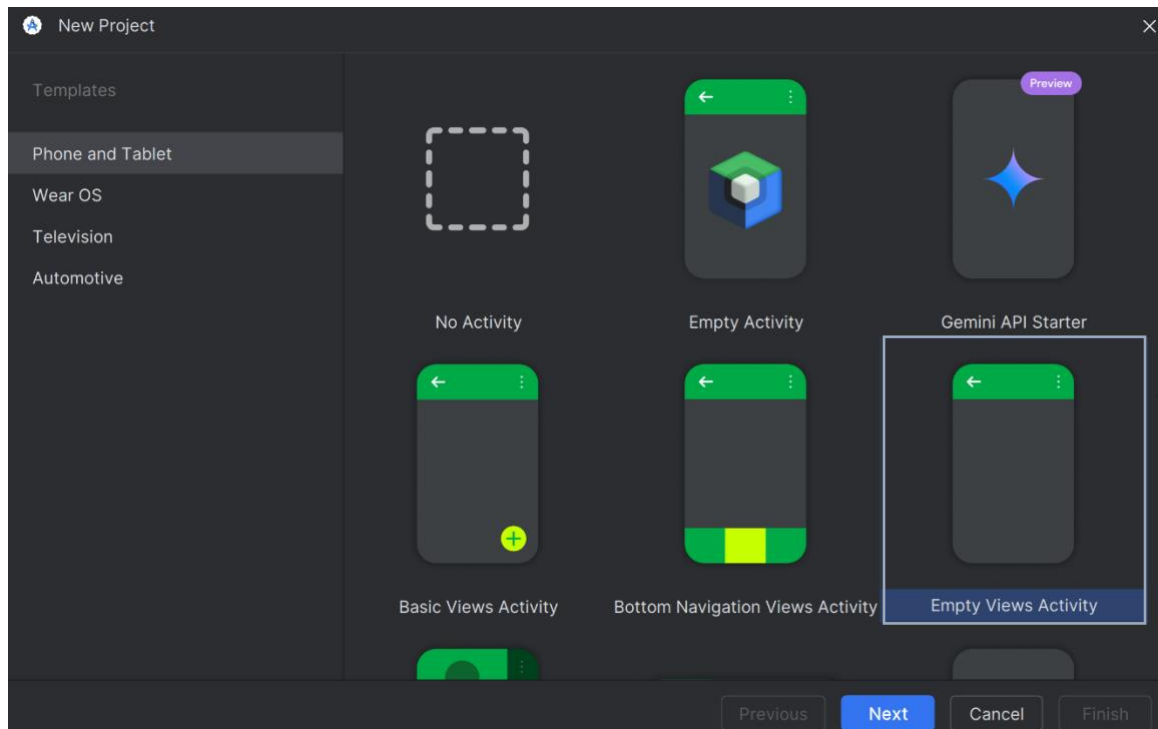 New Project
Templates
Phone and Tablet
Wear OS
Television
Automotive
Preview
No Activity
Empty Activity
Gemini API Starter
Basic Views Activity
Bottom Navigation Views Activity
Empty Views Activity
Previous
Next
Cancel
Finish